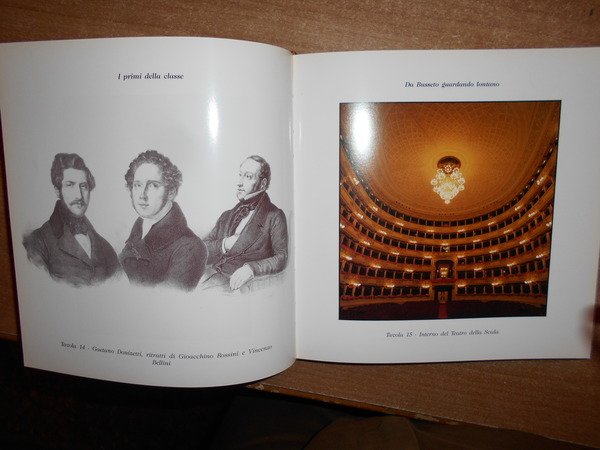 I primi della classe
Tavola 14 - Gaetano Donizetti, ritratti di Gioacchino Rossini e Vincenzo
Bellini
Da Busseto guardando lontano
Tavola 15 - Interno del Teatro della Scala